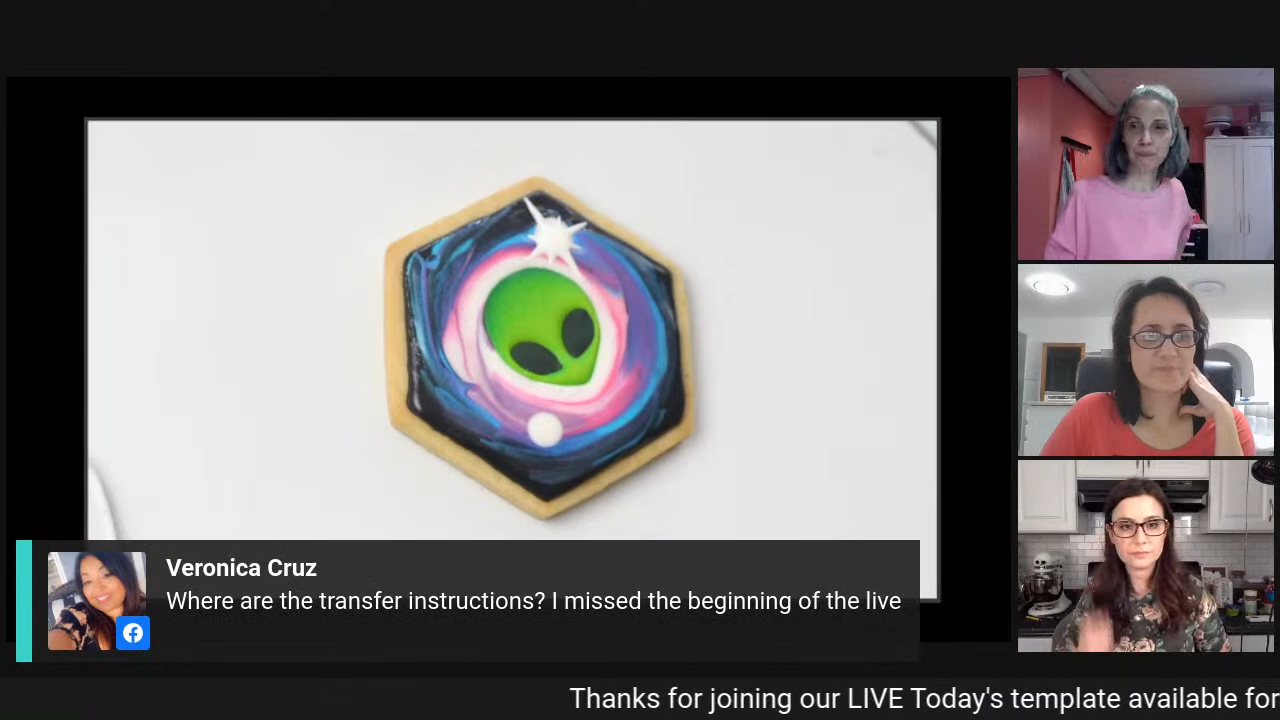 Veronica Cruz
Where are the transfer instructions? I missed the beginning of the live
Thanks for joining our LIVE Today's template available for